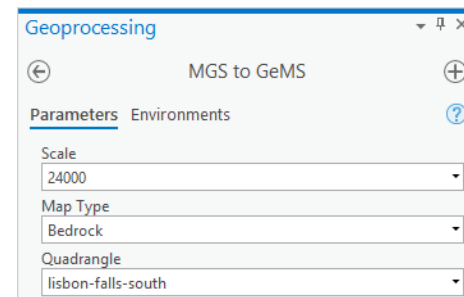 Geoprocessing
MGS to GeMS
Parameters Environments
Scale
24000
Map Type
Bedrock
Quadrangle
lisbon-falls-south